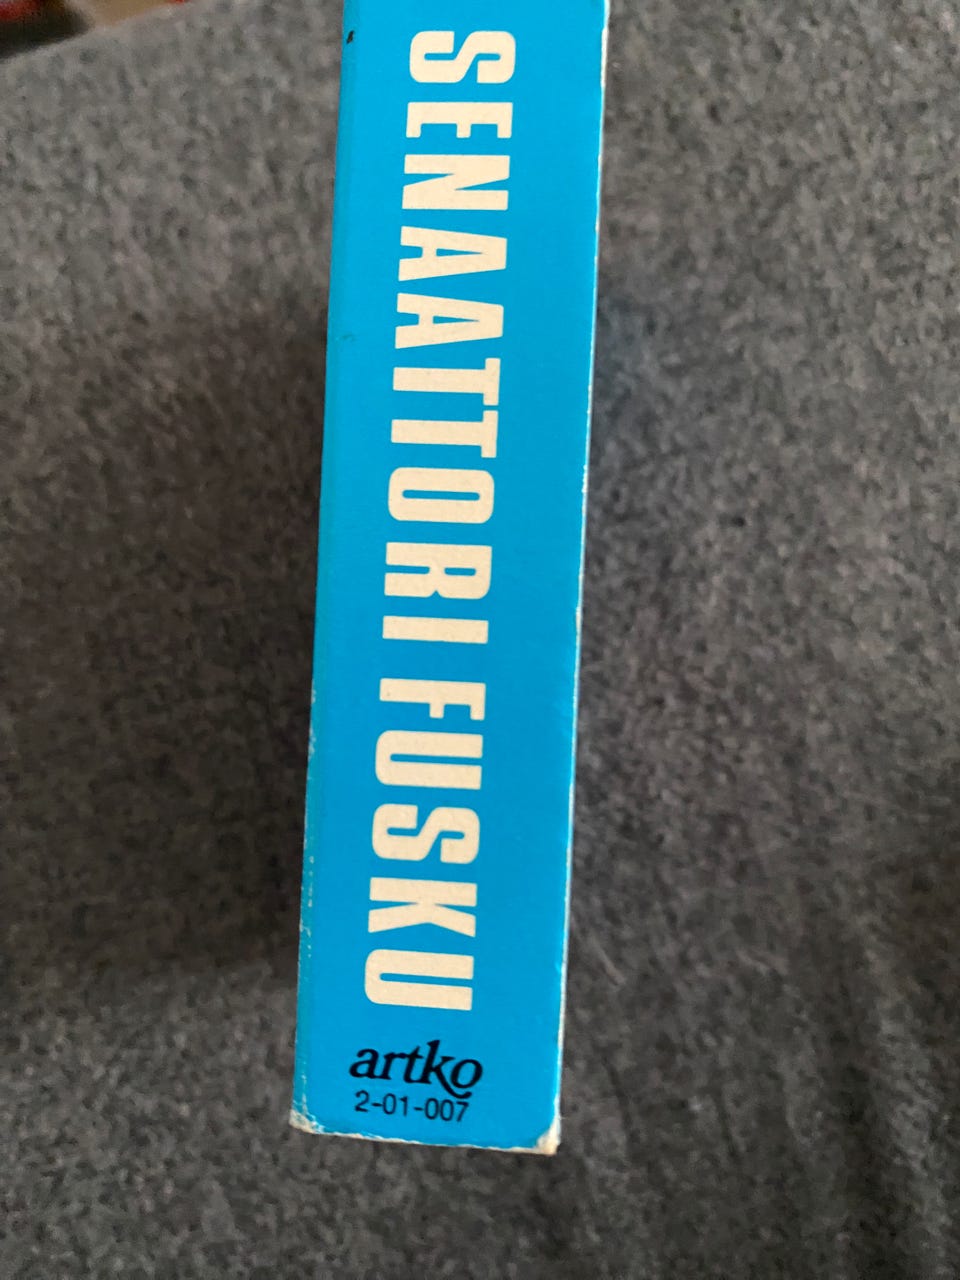 SENAATTORI FUSKU
artko
2-01-007